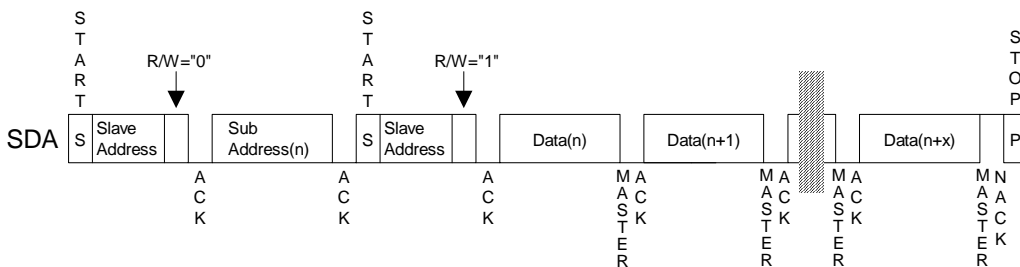 START
START
STOP
R/W="0"
R/W="1"
SDA
S
Slave
Address
Sub
Address(n)
S
Slave
Address
Data(n)
Data(n+1)
Data(n+x)
P
ACK
ACK
ACK
MASTER
ACK
MASTER
ACK
MASTER
ACK
MASTER
NACK